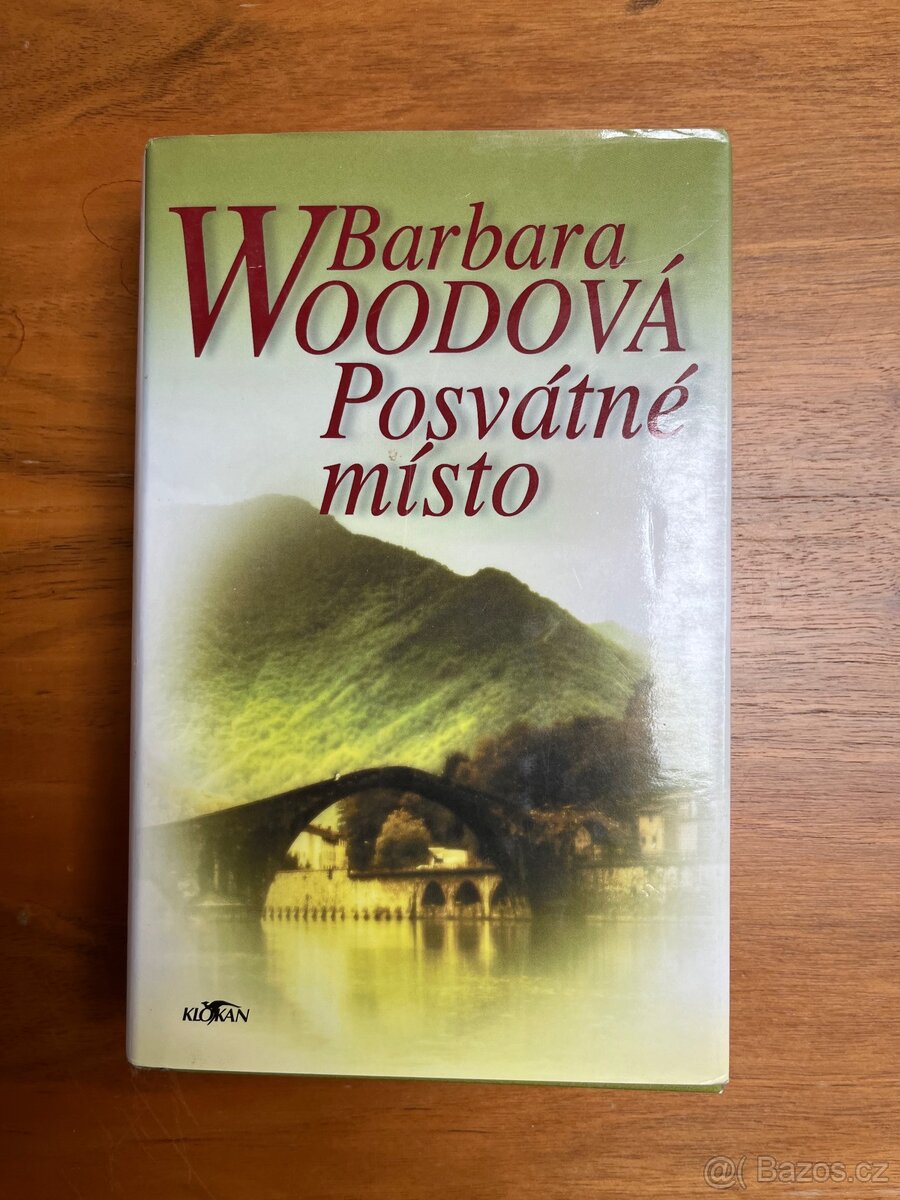 Barbara
WOODOVÁ
Posvátné
místo
KLOKAN
@( Bazos.cz